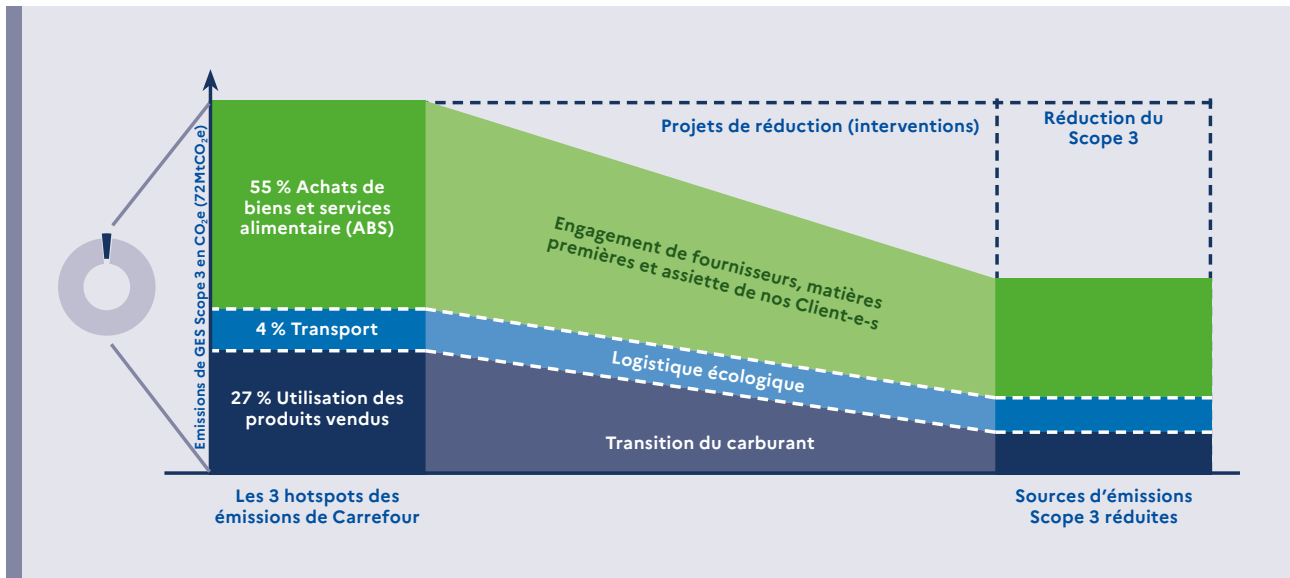 Emissions de GES Scope 3 en CO₂e (72MtCO₂e)
55 % Achats de
biens et services
alimentaire (ABS)
4 % Transport
27 % Utilisation des
produits vendus
Projets de réduction (interventions)
Réduction du
Scope 3
Engagement de fournisseurs, matières
premières et assiette de nos Client-e-s
Logistique écologique
Transition du carburant
Les 3 hotspots des
émissions de Carrefour
Sources d’émissions
Scope 3 réduites